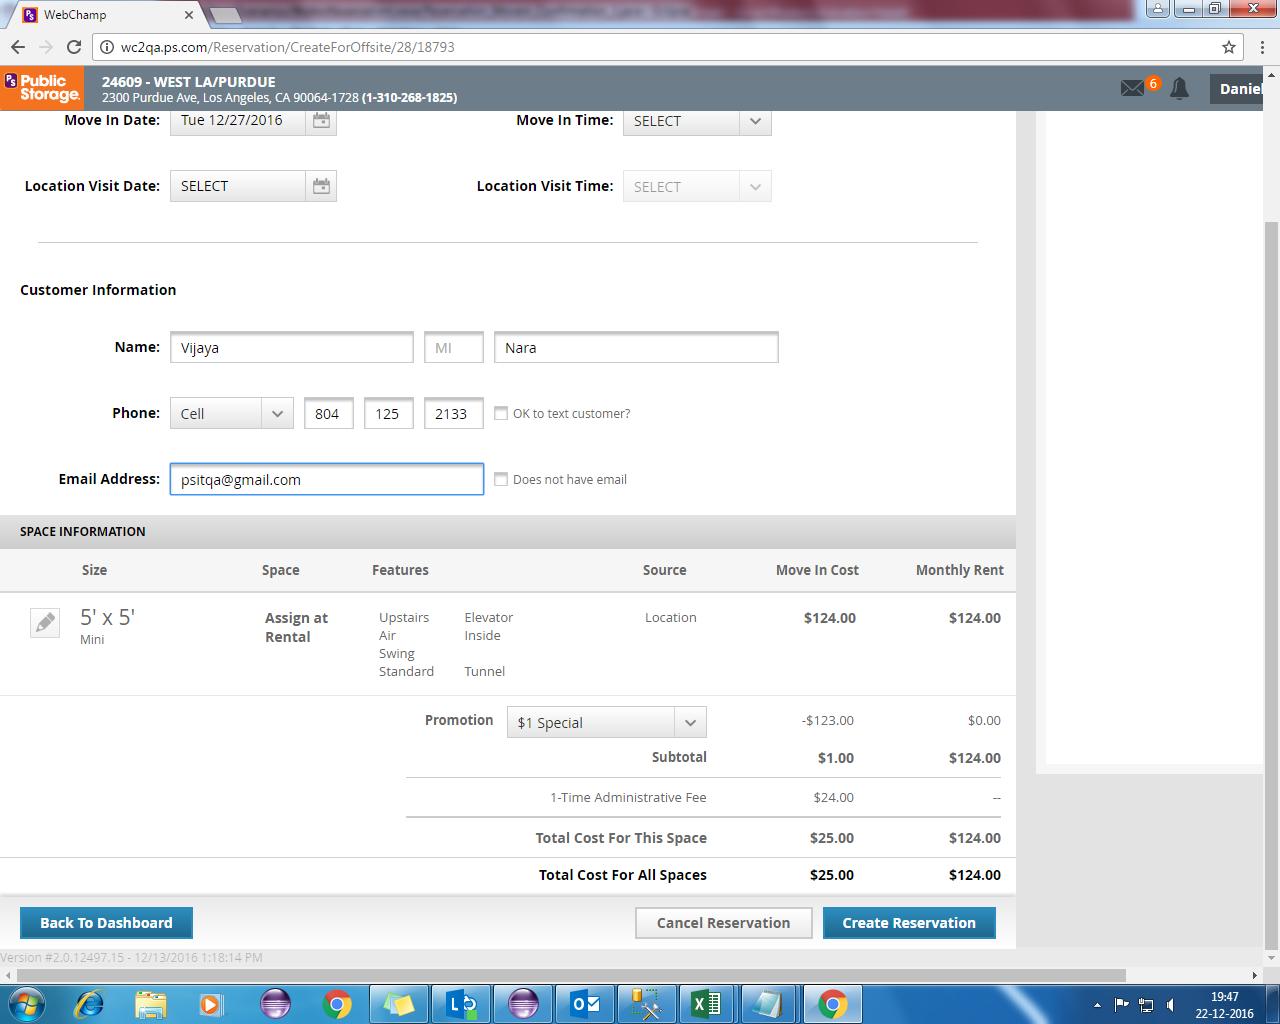 WebChamp
wc2qa.ps.com/Reservation/CreateForOffsite/28/18793
PS Public Storage.
24609 - WEST LA/PURDUE
2300 Purdue Ave, Los Angeles, CA 90064-1728 (1-310-268-1825)
6
Daniel
Move In Date: Tue 12/27/2016 Move In Time: SELECT
Location Visit Date: SELECT Location Visit Time: SELECT
Customer Information
Name: Vijaya MI Nara
Phone: Cell 804 125 2133 OK to text customer?
Email Address: psitqa@gmail.com Does not have email
SPACE INFORMATION
Size Space Features Source Move In Cost Monthly Rent
5' x 5' Assign at Upstairs Elevator Location $124.00 $124.00
Mini Rental Air Inside
Swing
Standard Tunnel
Promotion $1 Special -$123.00 $0.00
Subtotal $1.00 $124.00
1-Time Administrative Fee $24.00 --
Total Cost For This Space $25.00 $124.00
Total Cost For All Spaces $25.00 $124.00
Back To Dashboard Cancel Reservation Create Reservation
Version #2.0.12497.15 - 12/13/2016 1:18:14 PM
19:47
22-12-2016